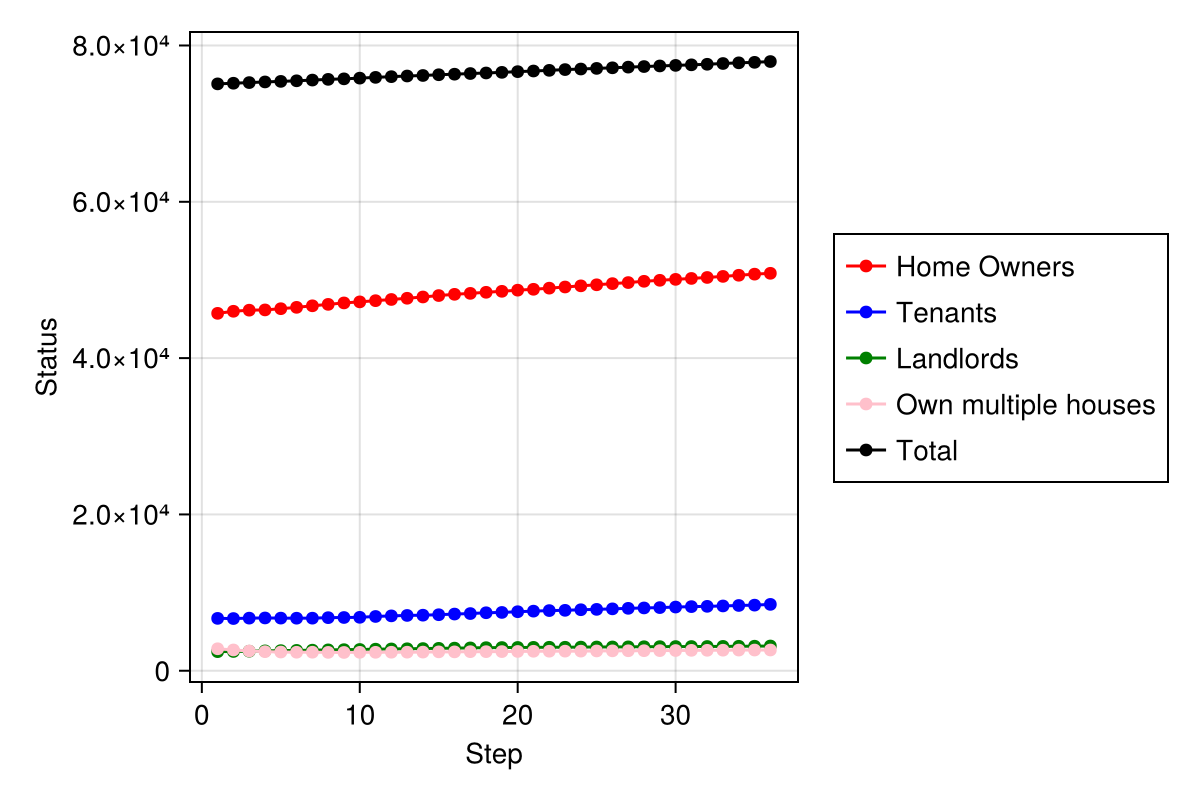 8.0×10⁴
6.0×10⁴
4.0×10⁴
2.0×10⁴
0
Status
0 10 20 30
Step
Home Owners
Tenants
Landlords
Own multiple houses
Total